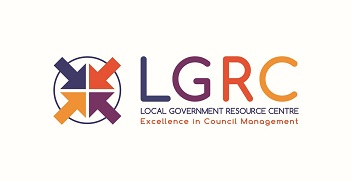 LGRC
LOCAL GOVERNMENT RESOURCE CENTRE
Excellence in Council Management